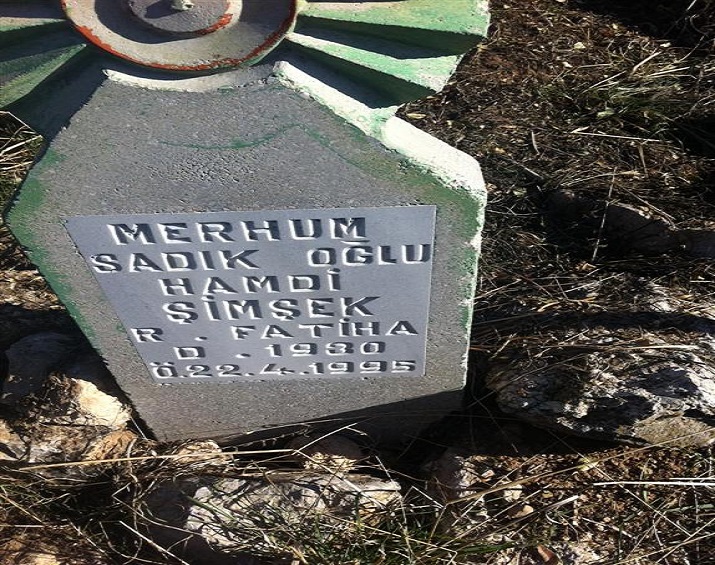 MERHUM
SADIK OĞLU
HAMDİ
ŞİMŞEK
R . FATİHA
D . 1930
Ö.22.4.1995